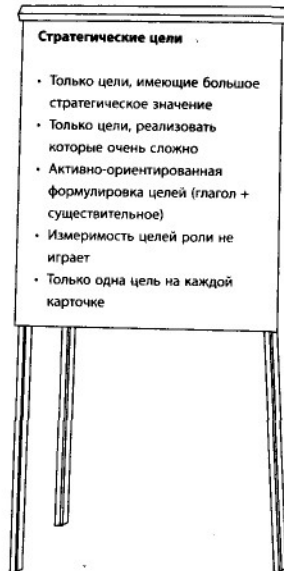 Стратегические цели
• Только цели, имеющие большое
стратегическое значение
• Только цели, реализовать
которые очень сложно
• Активно-ориентированная
формулировка целей (глагол +
существительное)
• Измеримость целей роли не
играет
• Только одна цель на каждой
карточке